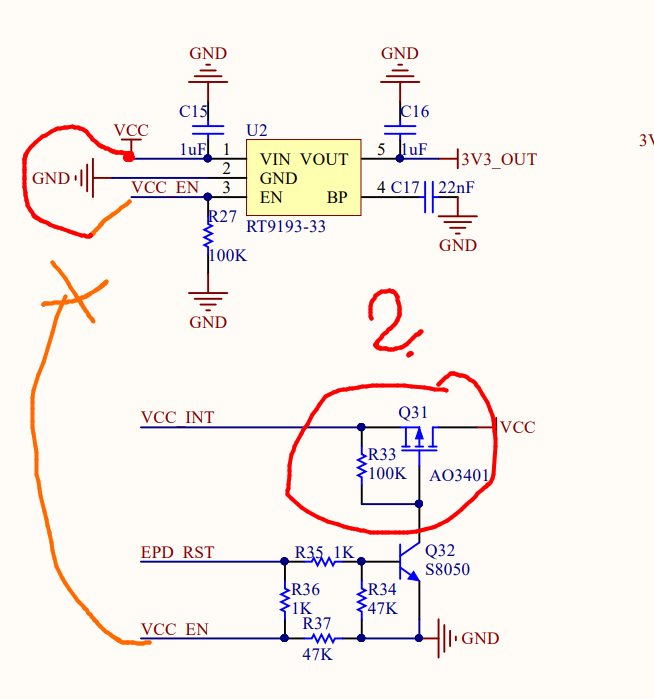 GND GND
C15 C16
U2
VCC
1uF 1 VIN VOUT 5 1uF 3V3_OUT 3V
GND 2 GND
VCC_EN 3 EN BP 4 C17 22nF
R27 RT9193-33
100K GND
GND
2.
Q31
VCC_INT VCC
R33
100K AO3401
EPD_RST R35 1K Q32
S8050
R36 R34
1K 47K
R37
VCC_EN GND
47K